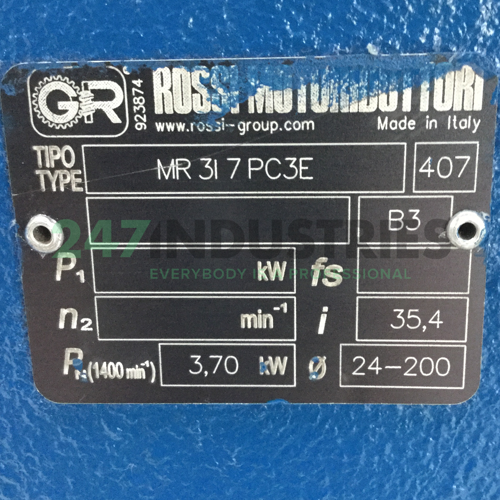 GR
923874
ROSSI MOTORIDUTTORI
www.rossi-group.com Made in Italy
TIPO
TYPE
MR 3I 7 PC3E 407
B3
247INDUSTRIES
EVERYBODY IS A PROFESSIONAL
P1 kW fs
n2 min-1 i 35,4
(1400 min-1) 3,70 kW Ø 24-200